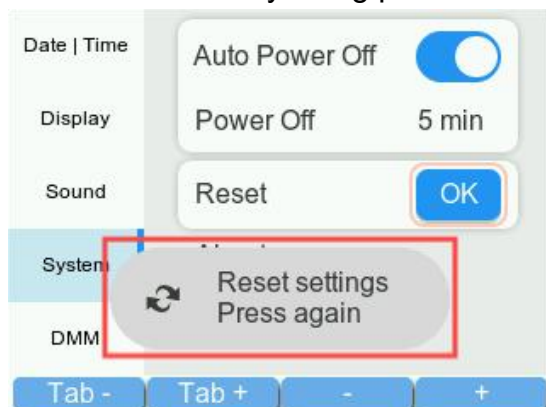 Date | Time
Auto Power Off
Display
Power Off 5 min
Sound
Reset OK
System
Reset settings
Press again
DMM
Tab - Tab + - +